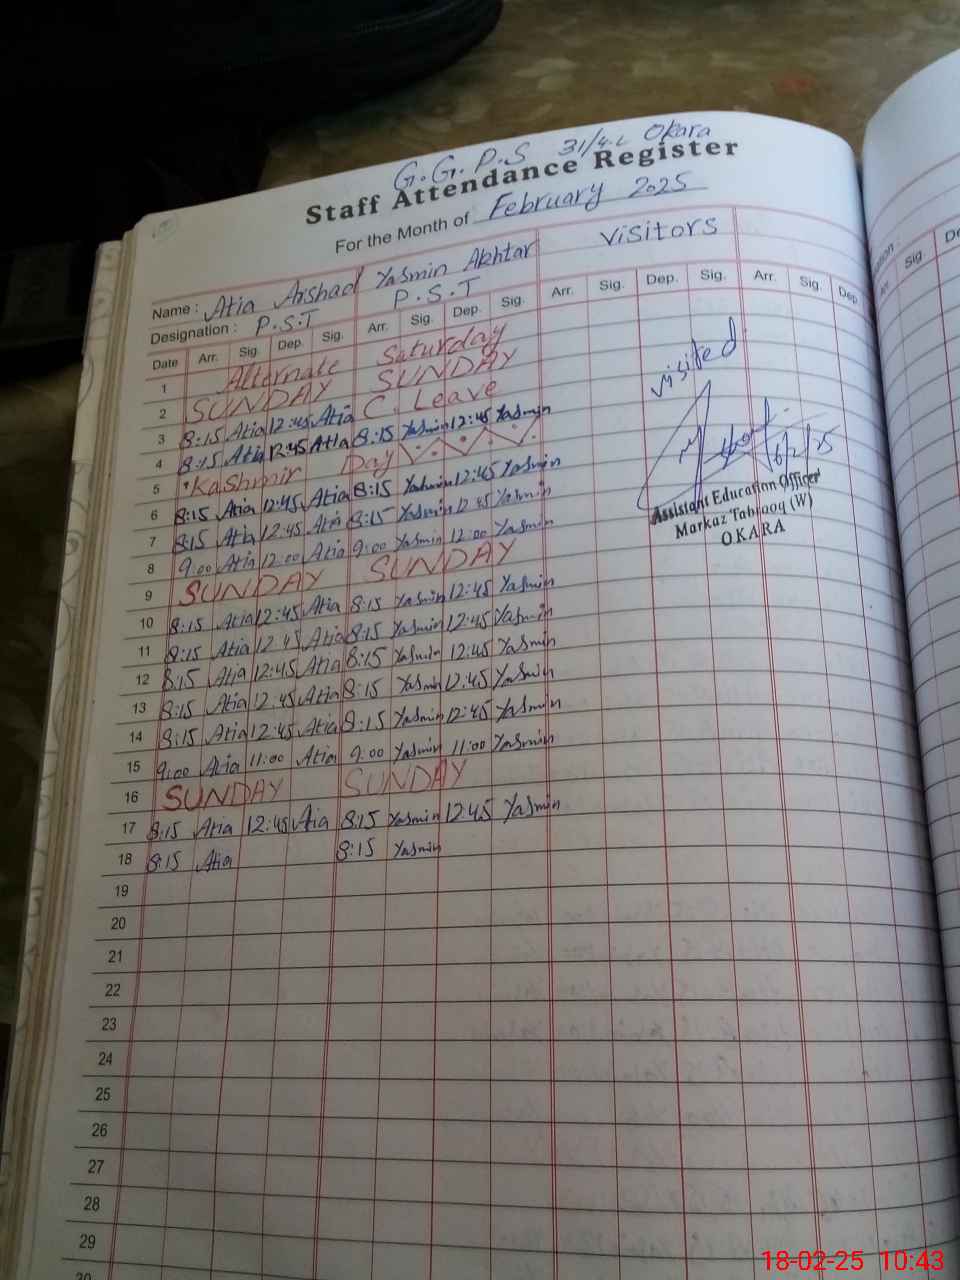 G.G.P.S 31/4.L Okara
Staff Attendance Register
For the Month of February 2025
Name : Atia Arshad Yasmin Akhtar Visitors
Designation : P.S.T P.S.T
Date Arr. Sig. Dep. Sig. Arr. Sig. Dep. Sig. Arr. Sig. Dep. Sig. Arr. Sig. Dep
1 Alternate Saturday
2 SUNDAY SUNDAY
3 8:15 Atia 12:45 Atia C. Leave
4 8:15 Atia 12:45 Atia 8:15 Yasmin 12:45 Yasmin
5 Kashmir Day
6 8:15 Atia 12:45 Atia 8:15 Yasmin 12:45 Yasmin
7 8:15 Atia 12:45 Atia 8:15 Yasmin 12:45 Yasmin
8 9:00 Atia 12:00 Atia 9:00 Yasmin 12:00 Yasmin
9 SUNDAY SUNDAY
10 8:15 Atia 12:45 Atia 8:15 Yasmin 12:45 Yasmin
11 8:15 Atia 12:45 Atia 8:15 Yasmin 12:45 Yasmin
12 8:15 Atia 12:45 Atia 8:15 Yasmin 12:45 Yasmin
13 8:15 Atia 12:45 Atia 8:15 Yasmin 12:45 Yasmin
14 8:15 Atia 12:45 Atia 8:15 Yasmin 12:45 Yasmin
15 9:00 Atia 11:00 Atia 9:00 Yasmin 11:00 Yasmin
16 SUNDAY SUNDAY
17 8:15 Atia 12:45 Atia 8:15 Yasmin 12:45 Yasmin
18 8:15 Atia 8:15 Yasmin
19
20
21
22
23
24
25
26
27
28
29
30
visited
6/2/25
Assistant Education Officer
Markaz Tabrooq (W)
OKARA
Sig. De
18-02-25 10:43